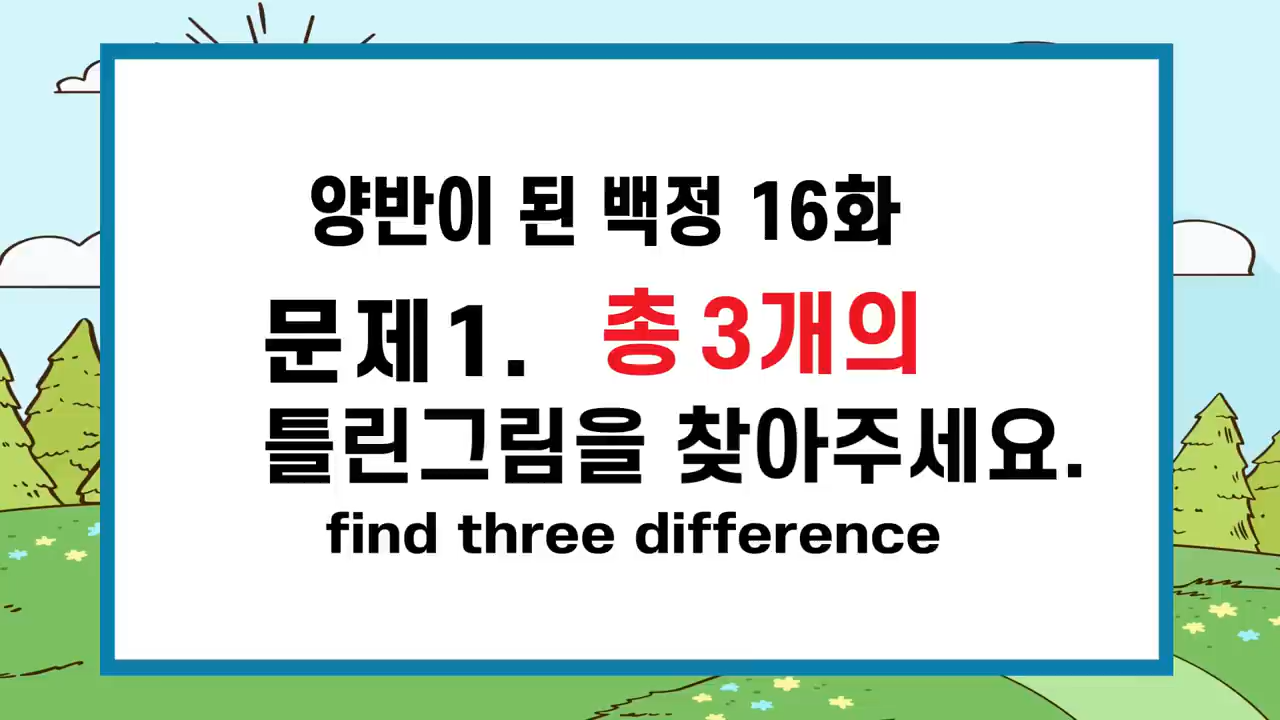 양반이 된 백정 16화
문제1. 총 3개의
틀린그림을 찾아주세요.
find three difference